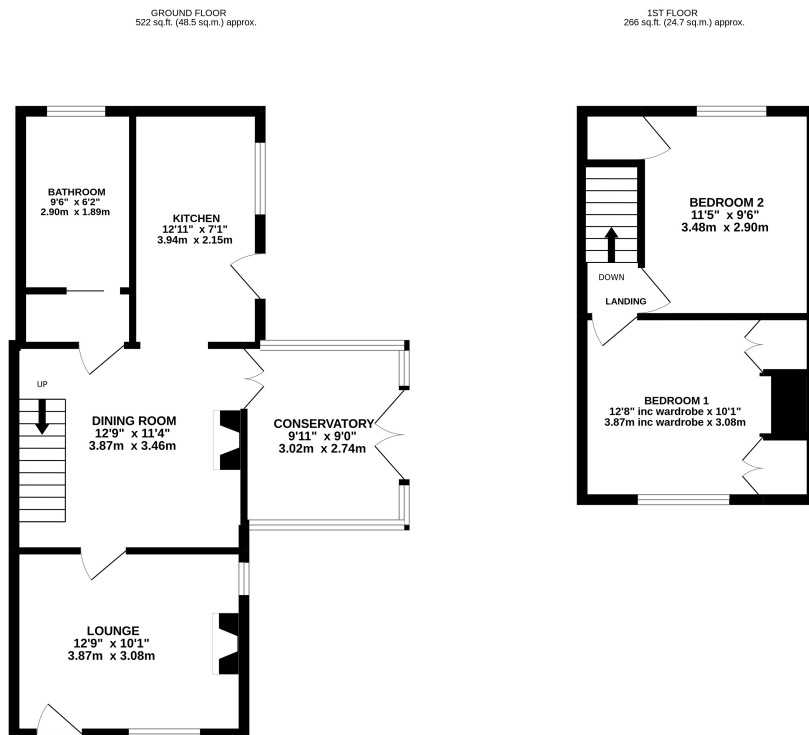 GROUND FLOOR
522 sq.ft. (48.5 sq.m.) approx.
1ST FLOOR
266 sq.ft. (24.7 sq.m.) approx.
BATHROOM
9'6" x 6'2"
2.90m x 1.89m
KITCHEN
12'11" x 7'1"
3.94m x 2.15m
UP
DINING ROOM
12'9" x 11'4"
3.87m x 3.46m
CONSERVATORY
9'11" x 9'0"
3.02m x 2.74m
LOUNGE
12'9" x 10'1"
3.87m x 3.08m
BEDROOM 2
11'5" x 9'6"
3.48m x 2.90m
DOWN
LANDING
BEDROOM 1
12'8" inc wardrobe x 10'1"
3.87m inc wardrobe x 3.08m